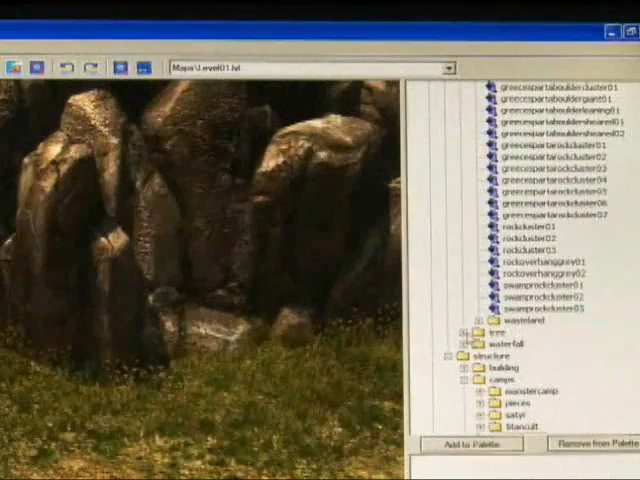 Maps\Level01.lvl
greecespartabouldercluster01
greecespartabouldergiant01
greecespartaboulderleaning01
greecespartabouldersheared01
greecespartabouldersheared02
greecespartarockcluster01
greecespartarockcluster02
greecespartarockcluster03
greecespartarockcluster04
greecespartarockcluster05
greecespartarockcluster06
greecespartarockcluster07
rockcluster01
rockcluster02
rockcluster03
rockoverhanggrey01
rockoverhanggrey02
swamprockcluster01
swamprockcluster02
swamprockcluster03
wasteland
tree
waterfall
structure
building
camps
monstercamp
pieces
satyr
titancult
Add to Palette
Remove from Palette